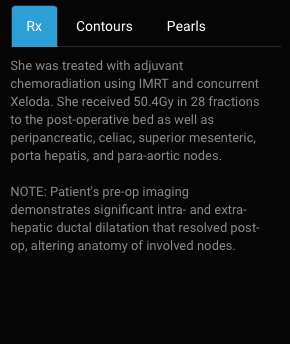 Rx Contours Pearls
She was treated with adjuvant
chemoradiation using IMRT and concurrent
Xeloda. She received 50.4Gy in 28 fractions
to the post-operative bed as well as
peripancreatic, celiac, superior mesenteric,
porta hepatis, and para-aortic nodes.
NOTE: Patient's pre-op imaging
demonstrates significant intra- and extra-
hepatic ductal dilatation that resolved post-
op, altering anatomy of involved nodes.